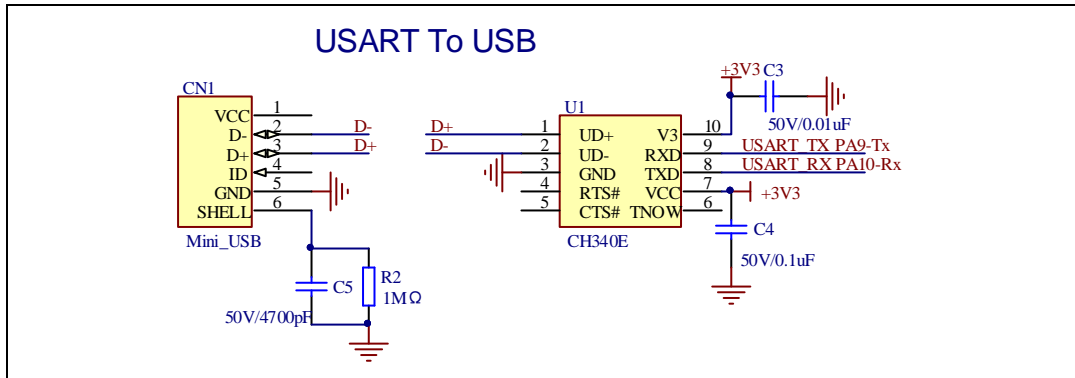 USART To USB
CN1
VCC 1
D- 2 D-
D+ 3 D+
ID 4
GND 5
SHELL 6
Mini_USB
C5
50V/4700pF
R2
1MΩ
U1
D+ 1 UD+ V3 10
D- 2 UD- RXD 9 USART_TX PA9-Tx
3 GND TXD 8 USART_RX PA10-Rx
4 RTS# VCC 7 +3V3
5 CTS# TNOW 6
CH340E
+3V3 C3
50V/0.01uF
C4
50V/0.1uF